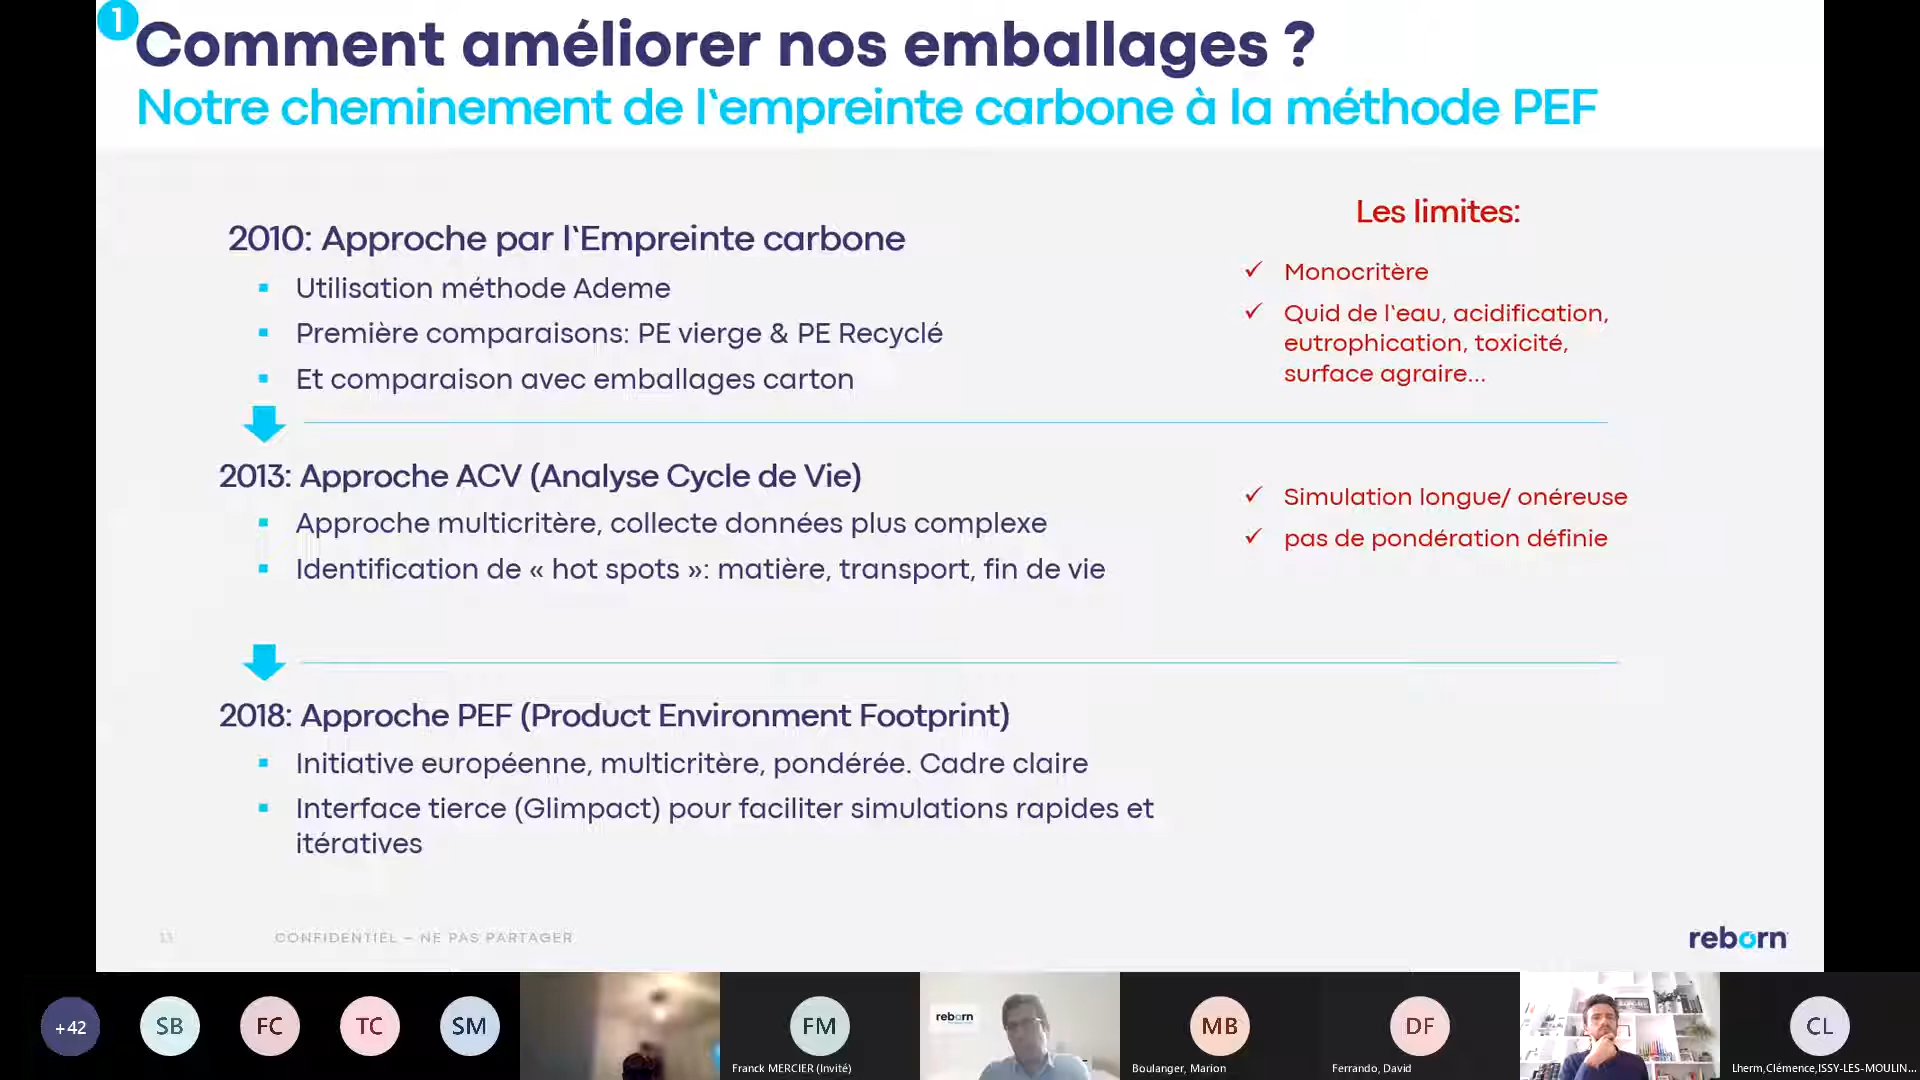 1
Comment améliorer nos emballages ?
Notre cheminement de l'empreinte carbone à la méthode PEF
2010: Approche par l'Empreinte carbone
Utilisation méthode Ademe
Première comparaisons: PE vierge & PE Recyclé
Et comparaison avec emballages carton
Les limites:
Monocritère
Quid de l'eau, acidification,
eutrophication, toxicité,
surface agraire...
2013: Approche ACV (Analyse Cycle de Vie)
Approche multicritère, collecte données plus complexe
Identification de « hot spots »: matière, transport, fin de vie
Simulation longue/ onéreuse
pas de pondération définie
2018: Approche PEF (Product Environment Footprint)
Initiative européenne, multicritère, pondérée. Cadre claire
Interface tierce (Glimpact) pour faciliter simulations rapides et
itératives
13
CONFIDENTIEL – NE PAS PARTAGER
reborn
+42
SB
FC
TC
SM
FM
Franck MERCIER (Invité)
reborn
MB
Boulanger, Marion
DF
Ferrando, David
CL
Lherm,Clémence,ISSY-LES-MOULIN...